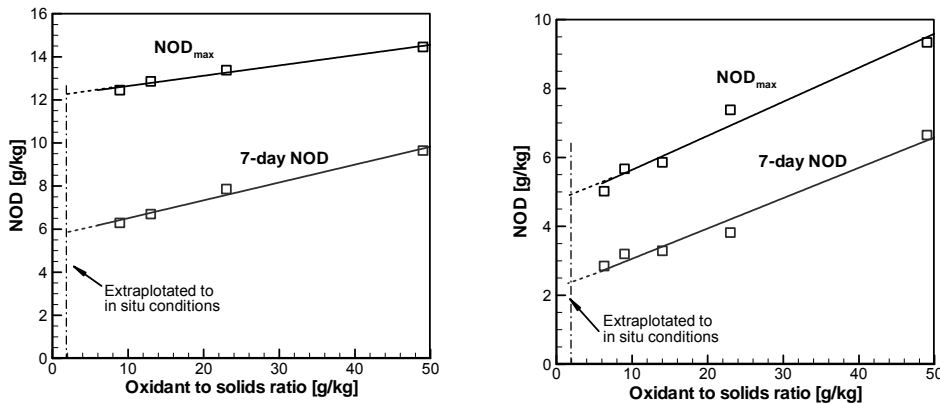 16
14
12
10
8
6
4
2
0
NOD [g/kg]
NODmax
7-day NOD
Extraplotated to
in situ conditions
0 10 20 30 40 50
Oxidant to solids ratio [g/kg]
10
8
6
4
2
0
NOD [g/kg]
NODmax
7-day NOD
Extraplotated to
in situ conditions
0 10 20 30 40 50
Oxidant to solids ratio [g/kg]